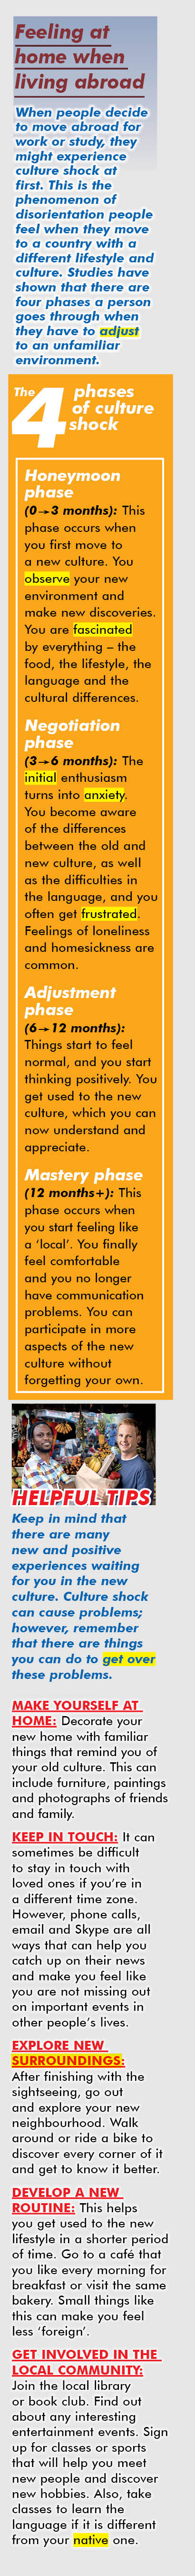 Feeling at
home when
living abroad
When people decide
to move abroad for
work or study, they
might experience
culture shock at
first. This is the
phenomenon of
disorientation people
feel when they move
to a country with a
different lifestyle and
culture. Studies have
shown that there are
four phases a person
goes through when
they have to adjust
to an unfamiliar
environment.
The 4 phases
of culture
shock
Honeymoon
phase
(0→3 months): This
phase occurs when
you first move to
a new culture. You
observe your new
environment and
make new discoveries.
You are fascinated
by everything – the
food, the lifestyle, the
language and the
cultural differences.
Negotiation
phase
(3→6 months): The
initial enthusiasm
turns into anxiety.
You become aware
of the differences
between the old and
new culture, as well
as the difficulties in
the language, and you
often get frustrated.
Feelings of loneliness
and homesickness are
common.
Adjustment
phase
(6→12 months):
Things start to feel
normal, and you start
thinking positively. You
get used to the new
culture, which you can
now understand and
appreciate.
Mastery phase
(12 months+): This
phase occurs when
you start feeling like
a ‘local’. You finally
feel comfortable
and you no longer
have communication
problems. You can
participate in more
aspects of the new
culture without
forgetting your own.
HELPFUL TIPS
Keep in mind that
there are many
new and positive
experiences waiting
for you in the new
culture. Culture shock
can cause problems;
however, remember
that there are things
you can do to get over
these problems.
MAKE YOURSELF AT
HOME: Decorate your
new home with familiar
things that remind you of
your old culture. This can
include furniture, paintings
and photographs of friends
and family.
KEEP IN TOUCH: It can
sometimes be difficult
to stay in touch with
loved ones if you’re in
a different time zone.
However, phone calls,
email and Skype are all
ways that can help you
catch up on their news
and make you feel like
you are not missing out
on important events in
other people’s lives.
EXPLORE NEW
SURROUNDINGS:
After finishing with the
sightseeing, go out
and explore your new
neighbourhood. Walk
around or ride a bike to
discover every corner of it
and get to know it better.
DEVELOP A NEW
ROUTINE: This helps
you get used to the new
lifestyle in a shorter period
of time. Go to a café that
you like every morning for
breakfast or visit the same
bakery. Small things like
this can make you feel
less ‘foreign’.
GET INVOLVED IN THE
LOCAL COMMUNITY:
Join the local library
or book club. Find out
about any interesting
entertainment events. Sign
up for classes or sports
that will help you meet
new people and discover
new hobbies. Also, take
classes to learn the
language if it is different
from your native one.